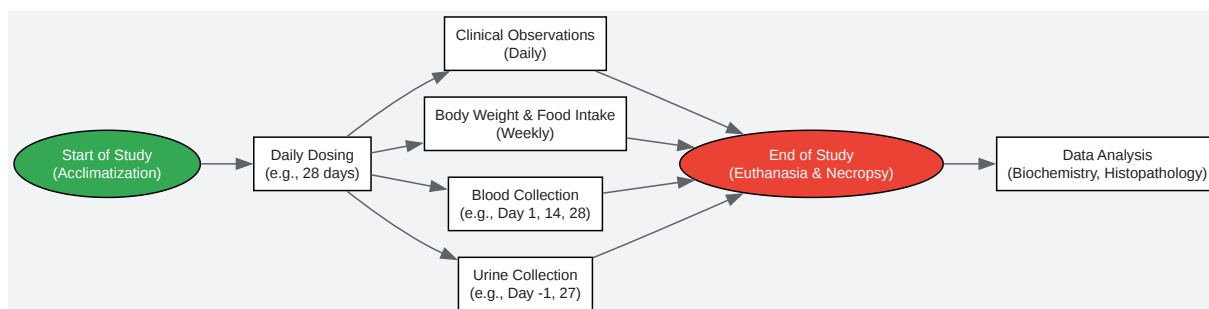 Start of Study
(Acclimatization)
Daily Dosing
(e.g., 28 days)
Clinical Observations
(Daily)
Body Weight & Food Intake
(Weekly)
Blood Collection
(e.g., Day 1, 14, 28)
Urine Collection
(e.g., Day -1, 27)
End of Study
(Euthanasia & Necropsy)
Data Analysis
(Biochemistry, Histopathology)